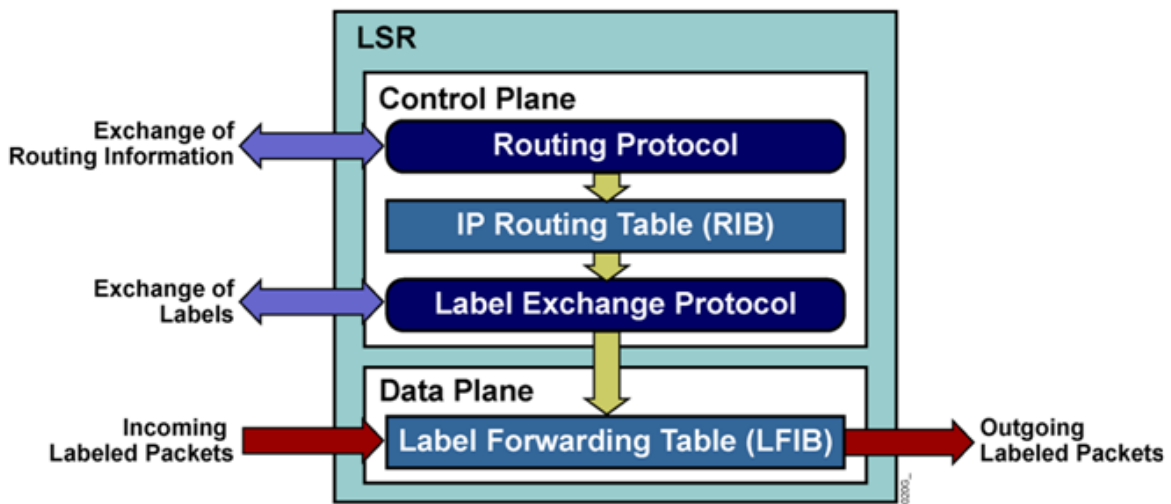 LSR
Control Plane
Exchange of
Routing Information
Routing Protocol
IP Routing Table (RIB)
Exchange of
Labels
Label Exchange Protocol
Data Plane
Incoming
Labeled Packets
Label Forwarding Table (LFIB)
Outgoing
Labeled Packets